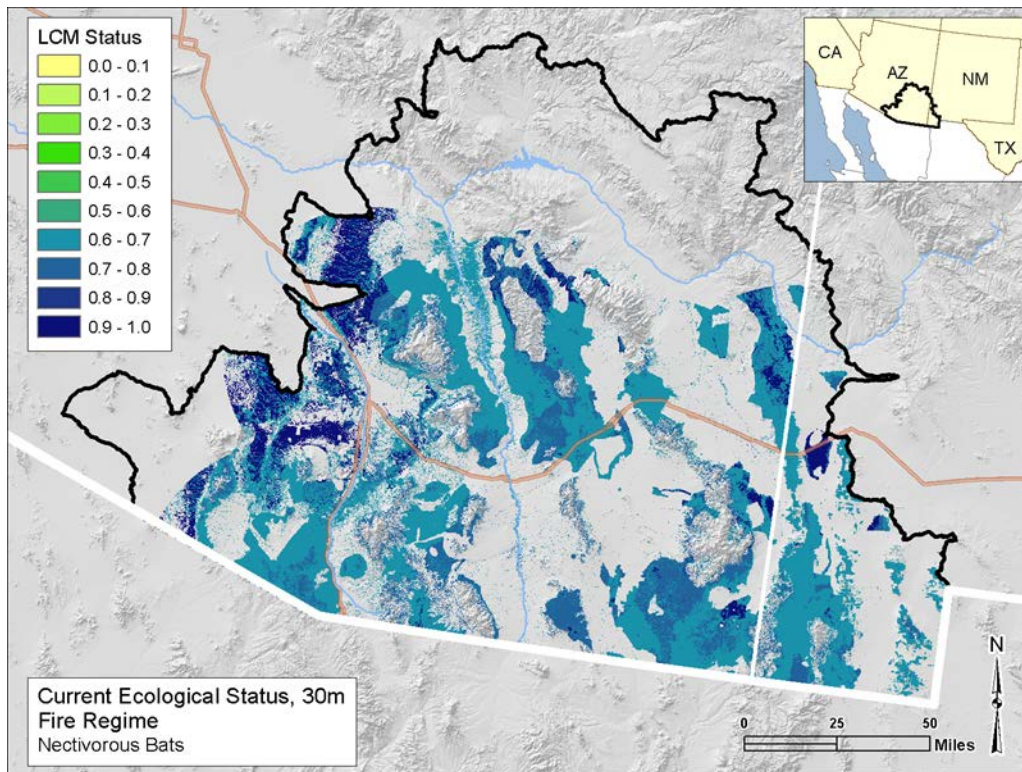 LCM Status
0.0 - 0.1
0.1 - 0.2
0.2 - 0.3
0.3 - 0.4
0.4 - 0.5
0.5 - 0.6
0.6 - 0.7
0.7 - 0.8
0.8 - 0.9
0.9 - 1.0
CA
AZ
NM
TX
Current Ecological Status, 30m
Fire Regime
Nectivorous Bats
N
0 25 50
Miles